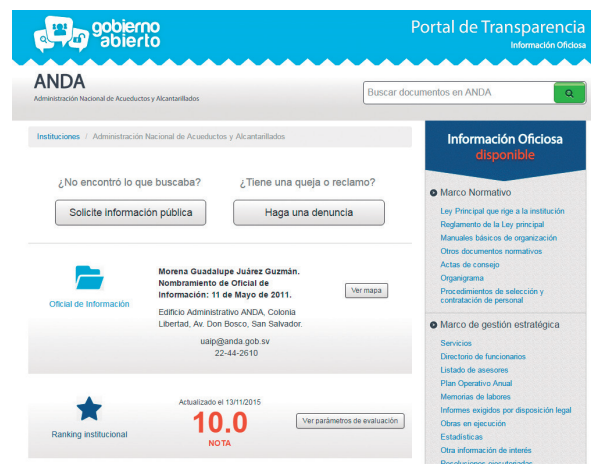 gobierno
abierto
Portal de Transparencia
Información Oficiosa
ANDA
Administración Nacional de Acueductos y Alcantarillados
Buscar documentos en ANDA
Instituciones / Administración Nacional de Acueductos y Alcantarillados
¿No encontró lo que buscaba?
¿Tiene una queja o reclamo?
Solicite información pública
Haga una denuncia
Oficial de Información
Morena Guadalupe Juárez Guzmán.
Nombramiento de Oficial de
Información: 11 de Mayo de 2011.
Edificio Administrativo ANDA, Colonia
Libertad, Av. Don Bosco, San Salvador.
uaip@anda.gob.sv
22-44-2610
Ver mapa
Ranking institucional
Actualizado el 13/11/2015
10.0
NOTA
Ver parámetros de evaluación
Información Oficiosa
disponible
Marco Normativo
Ley Principal que rige a la institución
Reglamento de la Ley principal
Manuales básicos de organización
Otros documentos normativos
Actas de consejo
Organigrama
Procedimientos de selección y
contratación de personal
Marco de gestión estratégica
Servicios
Directorio de funcionarios
Listado de asesores
Plan Operativo Anual
Memorias de labores
Informes exigidos por disposición legal
Obras en ejecución
Estadísticas
Otra información de interés
Resoluciones ejecutoriadas